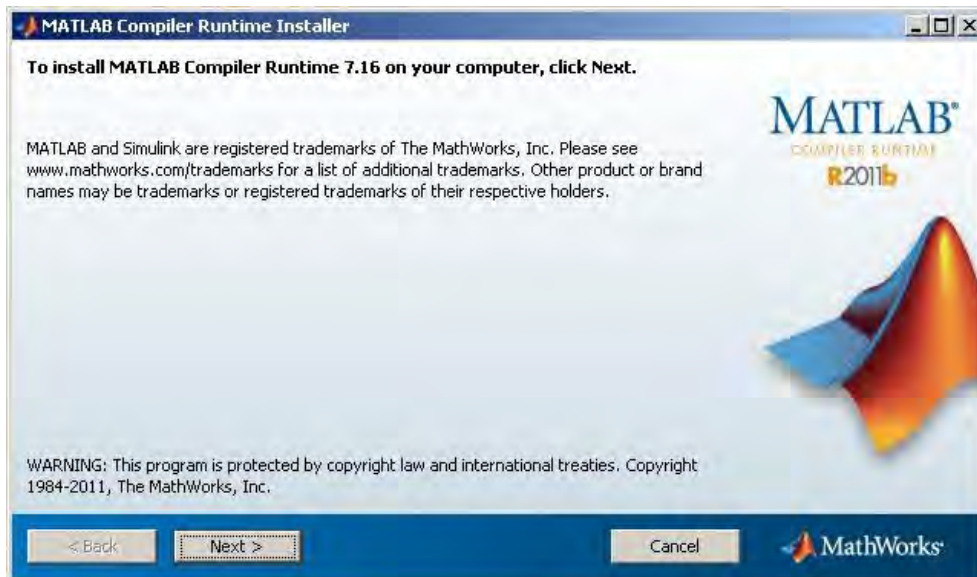 MATLAB Compiler Runtime Installer
To install MATLAB Compiler Runtime 7.16 on your computer, click Next.
MATLAB and Simulink are registered trademarks of The MathWorks, Inc. Please see
www.mathworks.com/trademarks for a list of additional trademarks. Other product or brand
names may be trademarks or registered trademarks of their respective holders.
MATLAB®
COMPILER RUNTIME
R2011b
WARNING: This program is protected by copyright law and international treaties. Copyright
1984-2011, The MathWorks, Inc.
< Back
Next >
Cancel
MathWorks®